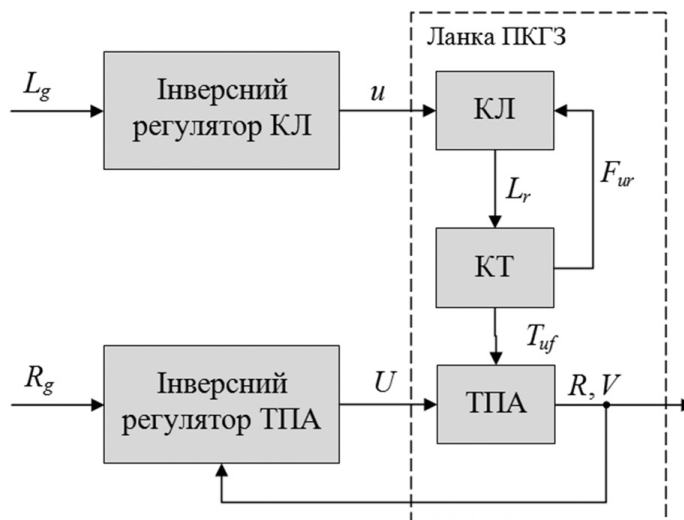 Ланка ПКГЗ
L_g
Інверсний
регулятор КЛ
u
КЛ
L_r
F_ur
КТ
T_uf
R_g
Інверсний
регулятор ТПА
U
ТПА
R, V